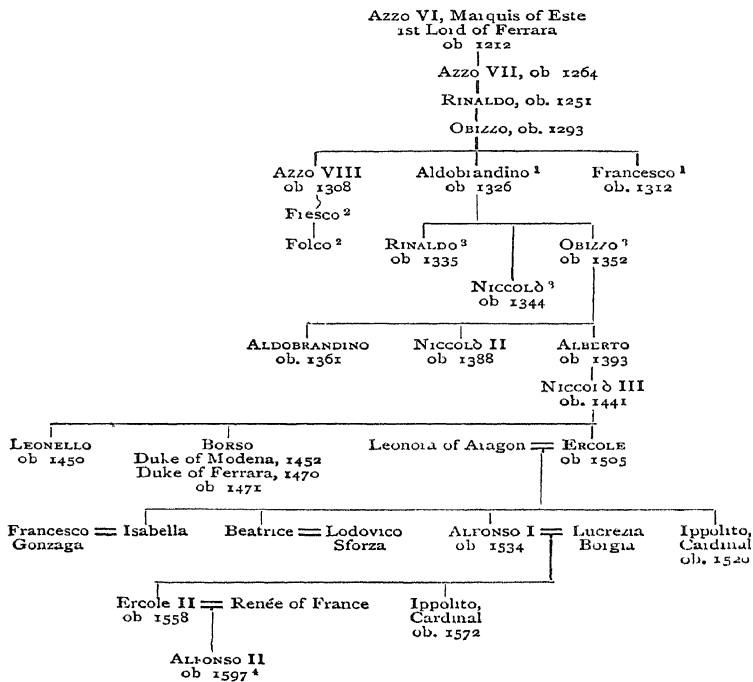 Azzo VI, Marquis of Este
1st Lord of Ferrara
ob 1212
Azzo VII, ob 1264
Rinaldo, ob. 1251
Obizzo, ob. 1293
Azzo VIII
ob 1308
Aldobrandino ¹
ob 1326
Francesco ¹
ob. 1312
Fresco ²
Folco ²
Rinaldo ³
ob 1335
Obizzo ³
ob 1352
Niccolò ³
ob 1344
Aldobrandino
ob. 1361
Niccolò II
ob 1388
Alberto
ob 1393
Niccolò III
ob. 1441
Leonello
ob 1450
Borso
Duke of Modena, 1452
Duke of Ferrara, 1470
ob 1471
Leonora of Aragon = Ercole
ob 1505
Francesco = Isabella
Gonzaga
Beatrice = Lodovico
Sforza
Alfonso I = Lucrezia
ob 1534 Borgia
Ippolito,
Cardinal
ob. 1520
Ercole II = Renée of France
ob 1558
Ippolito,
Cardinal
ob. 1572
Alfonso II
ob 1597 ⁴